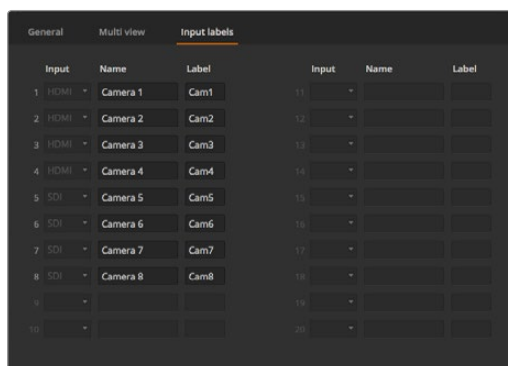 General Multi view Input labels
Input Name Label Input Name Label
1 HDMI Camera 1 Cam1 11
2 HDMI Camera 2 Cam2 12
3 HDMI Camera 3 Cam3 13
4 HDMI Camera 4 Cam4 14
5 SDI Camera 5 Cam5 15
6 SDI Camera 6 Cam6 16
7 SDI Camera 7 Cam7 17
8 SDI Camera 8 Cam8 18
9 19
10 20